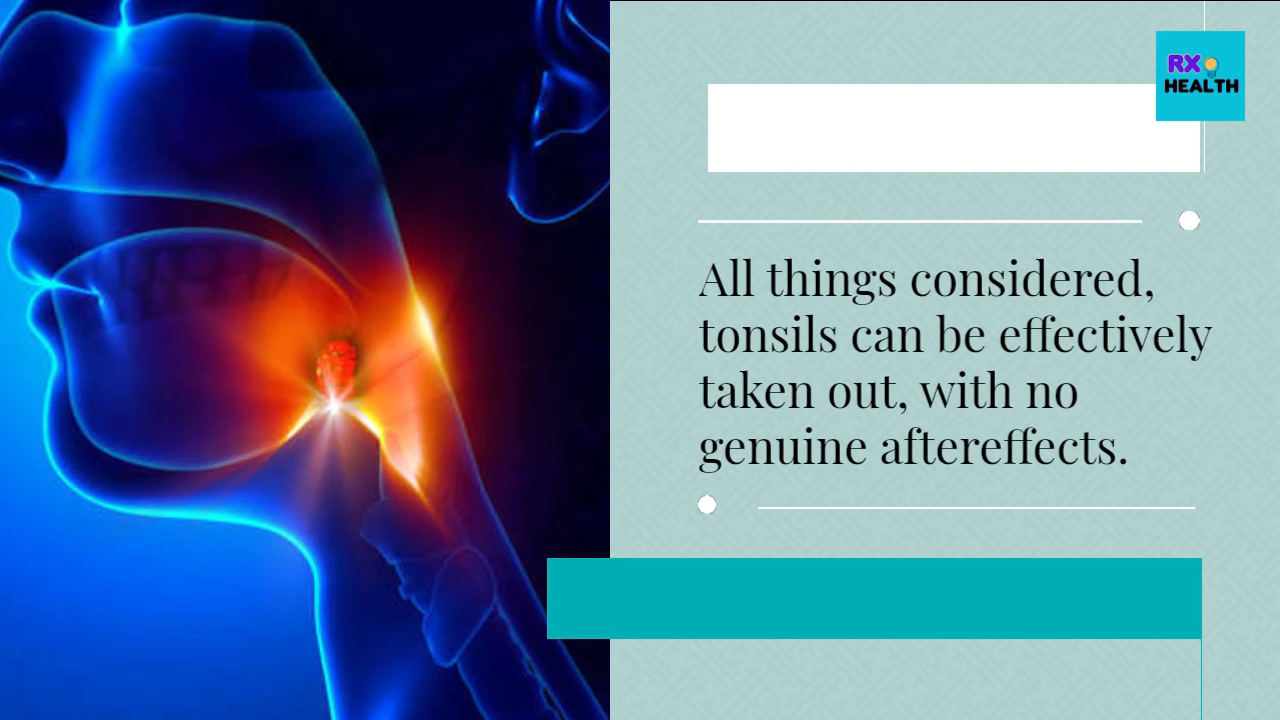 RX
HEALTH
All things considered,
tonsils can be effectively
taken out, with no
genuine aftereffects.